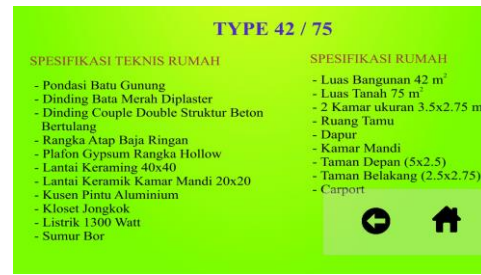 TYPE 42 / 75
SPESIFIKASI TEKNIS RUMAH
- Pondasi Batu Gunung
- Dinding Bata Merah Diplaster
- Dinding Couple Double Struktur Beton
Bertulang
- Rangka Atap Baja Ringan
- Plafon Gypsum Rangka Hollow
- Lantai Keraming 40x40
- Lantai Keramik Kamar Mandi 20x20
- Kusen Pintu Aluminium
- Kloset Jongkok
- Listrik 1300 Watt
- Sumur Bor
SPESIFIKASI RUMAH
- Luas Bangunan 42 m²
- Luas Tanah 75 m²
- 2 Kamar ukuran 3.5x2.75 m
- Ruang Tamu
- Dapur
- Kamar Mandi
- Taman Depan (5x2.5)
- Taman Belakang (2.5x2.75)
- Carport